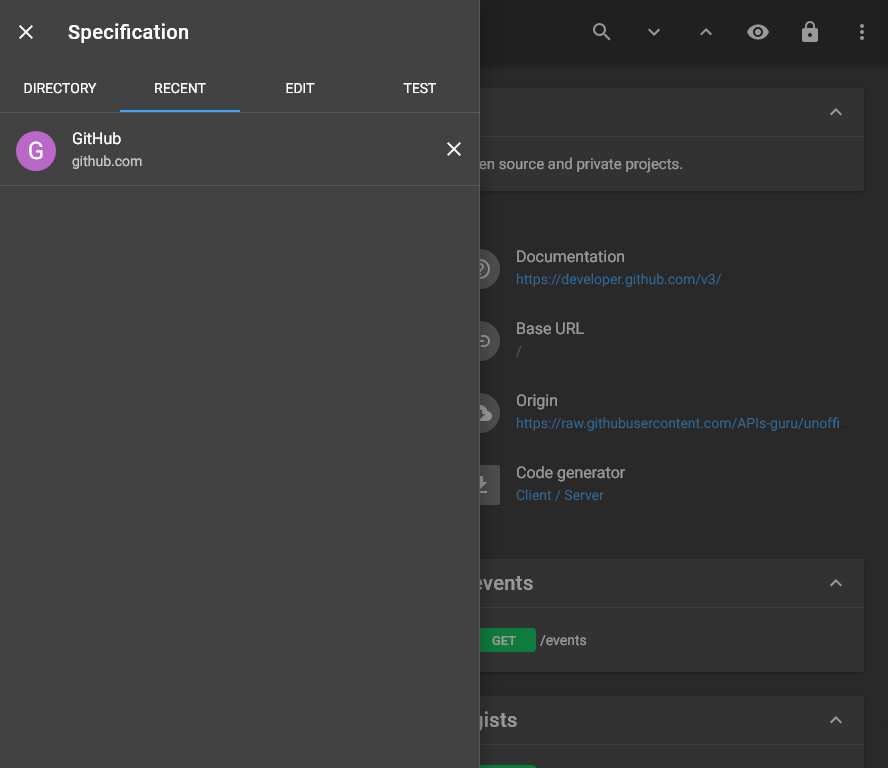 Specification
DIRECTORY
RECENT
EDIT
TEST
G
GitHub
github.com
en source and private projects.
Documentation
https://developer.github.com/v3/
Base URL
/
Origin
https://raw.githubusercontent.com/APIs-guru/unoffi
Code generator
Client / Server
events
GET /events
gists